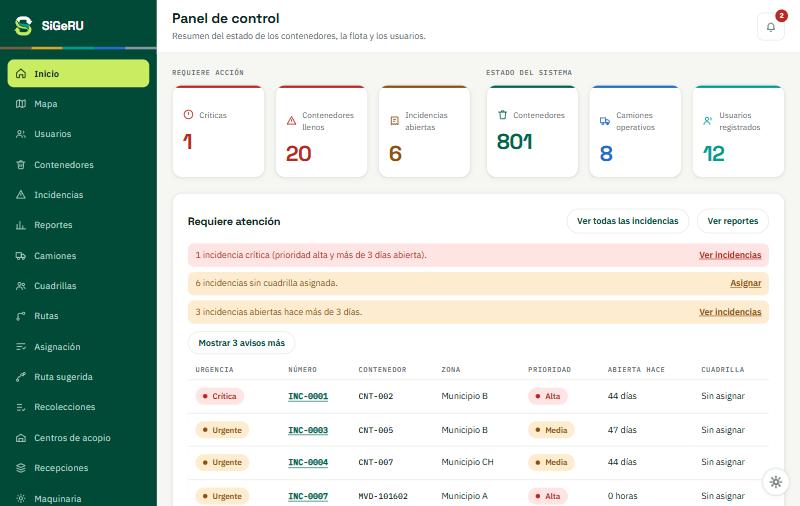 SiGeRU
Inicio
Mapa
Usuarios
Contenedores
Incidencias
Reportes
Camiones
Cuadrillas
Rutas
Asignación
Ruta sugerida
Recolecciones
Centros de acopio
Recepciones
Maquinaria
Panel de control
Resumen del estado de los contenedores, la flota y los usuarios.
2
REQUIERE ACCIÓN
Críticas
1
Contenedores
llenos
20
Incidencias
abiertas
6
ESTADO DEL SISTEMA
Contenedores
801
Camiones
operativos
8
Usuarios
registrados
12
Requiere atención
Ver todas las incidencias
Ver reportes
1 incidencia crítica (prioridad alta y más de 3 días abierta). Ver incidencias
6 incidencias sin cuadrilla asignada. Asignar
3 incidencias abiertas hace más de 3 días. Ver incidencias
Mostrar 3 avisos más
URGENCIA NÚMERO CONTENEDOR ZONA PRIORIDAD ABIERTA HACE CUADRILLA
Crítica INC-0001 CNT-002 Municipio B Alta 44 días Sin asignar
Urgente INC-0003 CNT-005 Municipio B Media 47 días Sin asignar
Urgente INC-0004 CNT-007 Municipio CH Media 44 días Sin asignar
Urgente INC-0007 MVD-101602 Municipio A Alta 0 horas Sin asignar